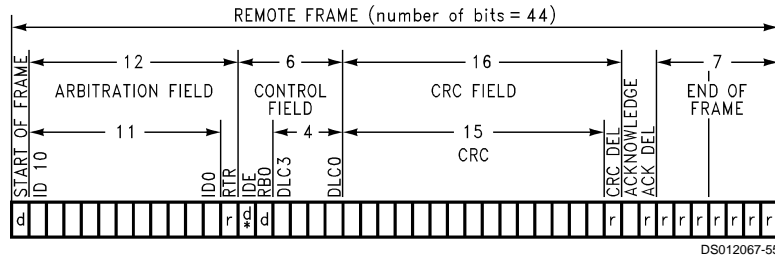 REMOTE FRAME (number of bits = 44)
12
6
16
7
START OF FRAME
ARBITRATION FIELD
CONTROL
FIELD
CRC FIELD
ACKNOWLEDGE
END OF
FRAME
11
4
15
CRC
ID 10
ID0
RTR
IDE
RB0
DLC3
DLC0
CRC DEL
ACK DEL
d r d d r r r r r r r r r
*
DS012067-55